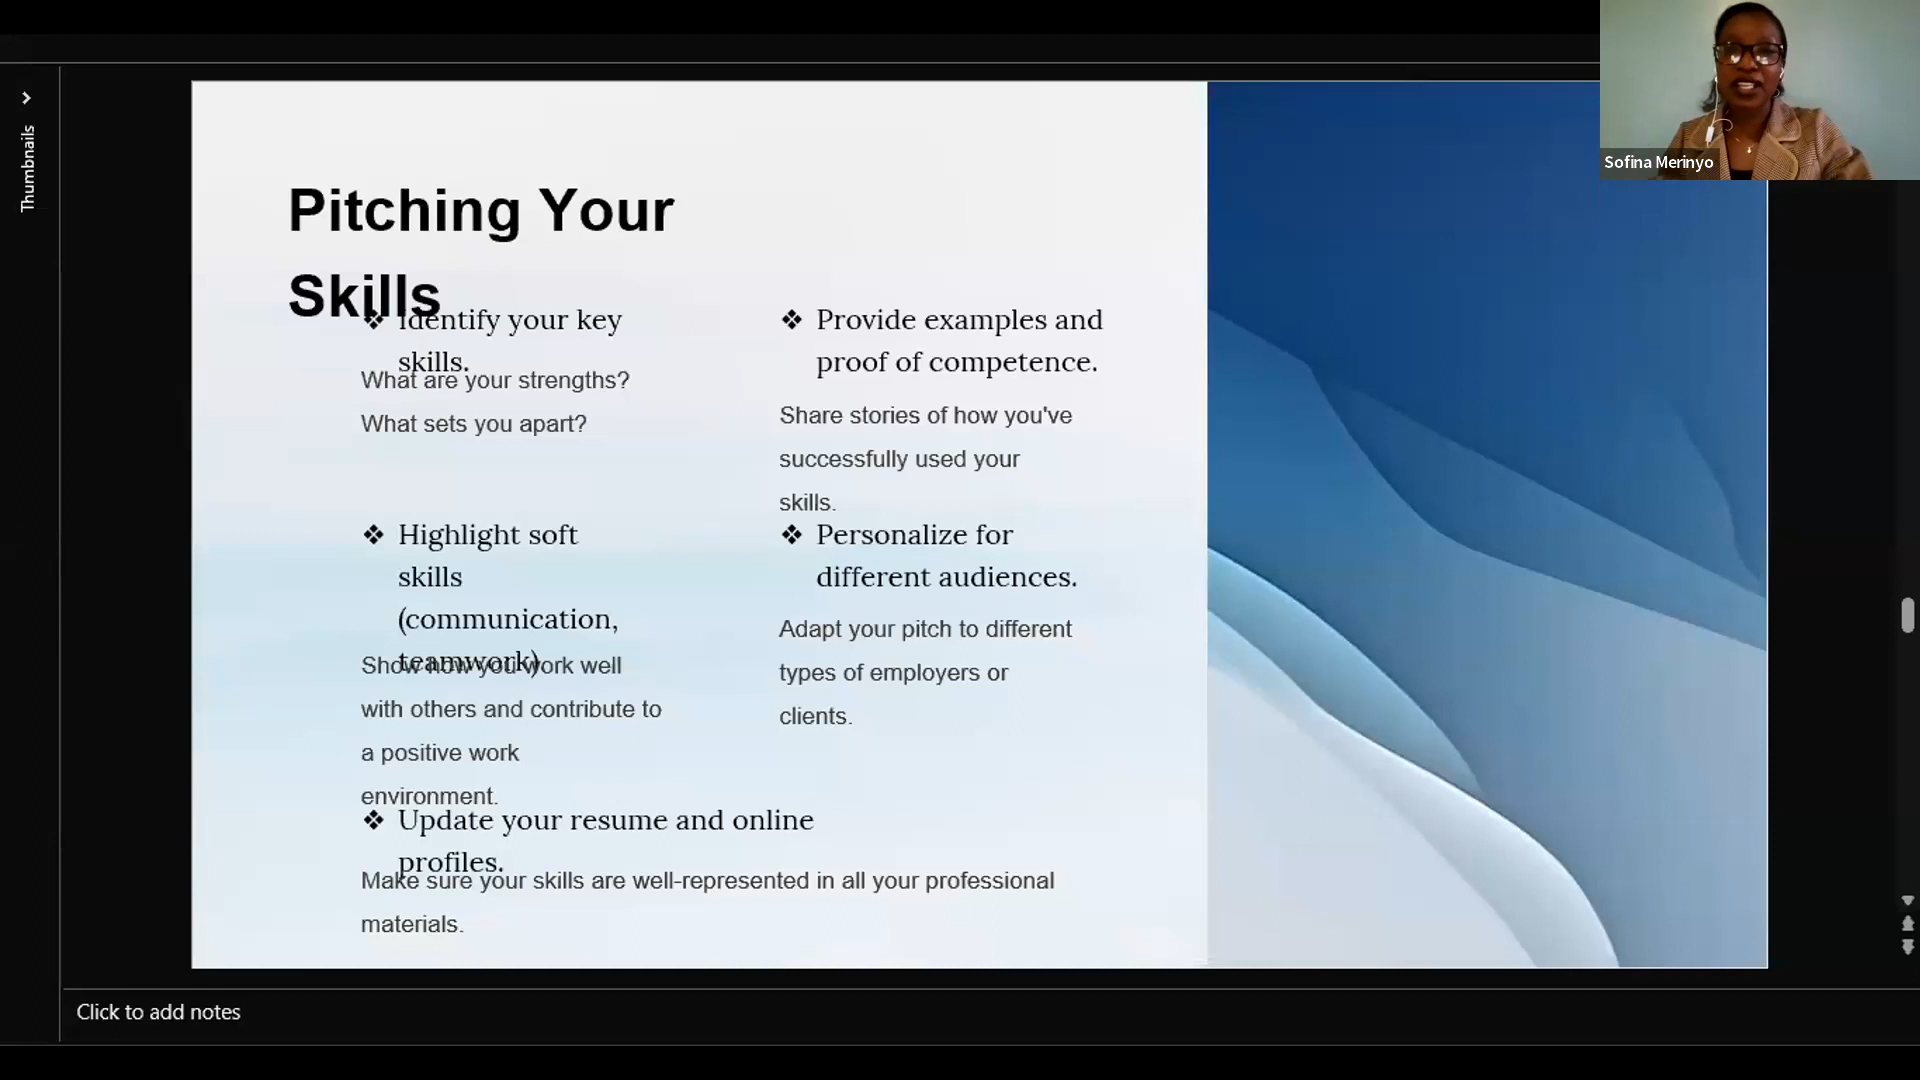 Thumbnails
Sofina Merinyo
Pitching Your
Skills
❖ Identify your key
skills.
What are your strengths?
What sets you apart?
❖ Provide examples and
proof of competence.
Share stories of how you've
successfully used your
skills.
❖ Highlight soft
skills
(communication,
teamwork)
Show how you work well
with others and contribute to
a positive work
environment.
❖ Personalize for
different audiences.
Adapt your pitch to different
types of employers or
clients.
❖ Update your resume and online
profiles.
Make sure your skills are well-represented in all your professional
materials.
Click to add notes